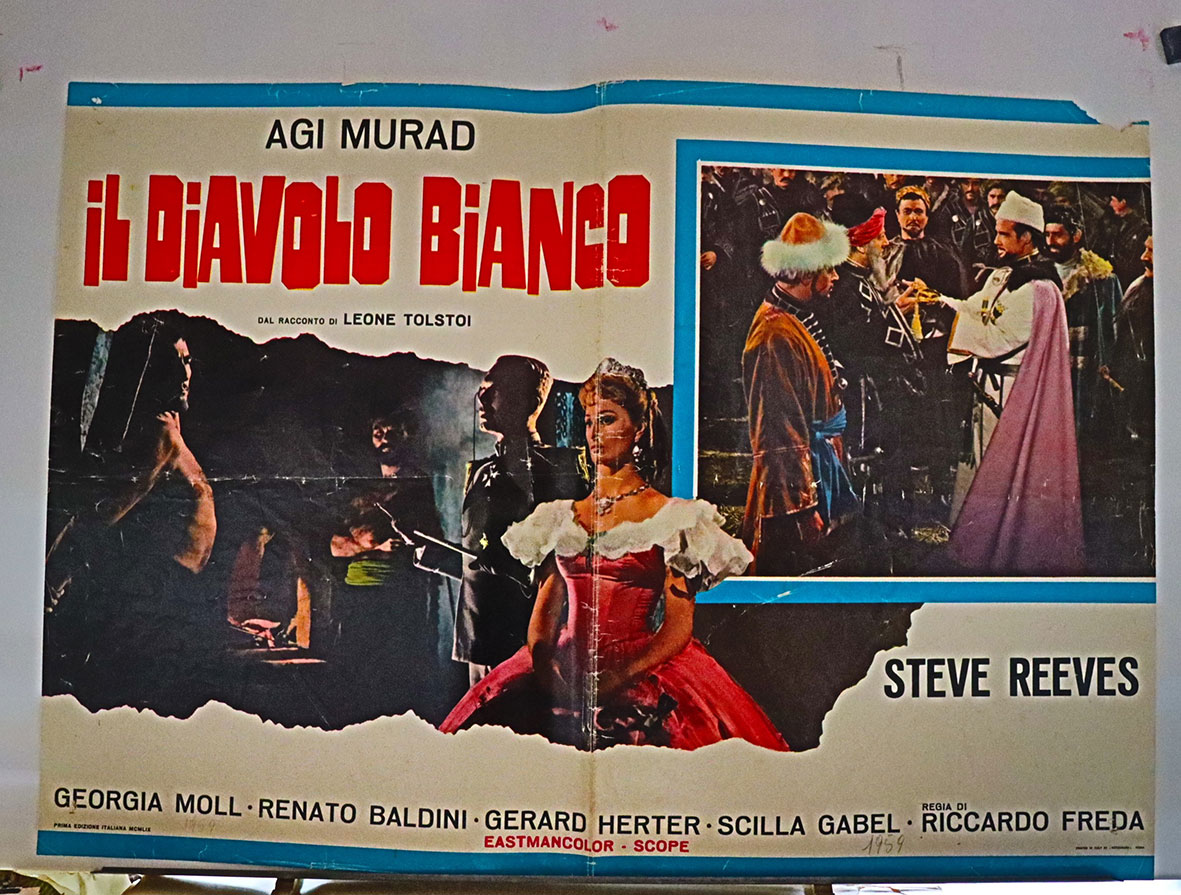 AGI MURAD
iL DiAVOLO BiANCO
DAL RACCONTO DI LEONE TOLSTOI
STEVE REEVES
GEORGIA MOLL · RENATO BALDINI · GERARD HERTER · SCILLA GABEL · REGIA DI RICCARDO FREDA
PRIMA EDIZIONE ITALIANA MCMLIX
1959
EASTMANCOLOR - SCOPE